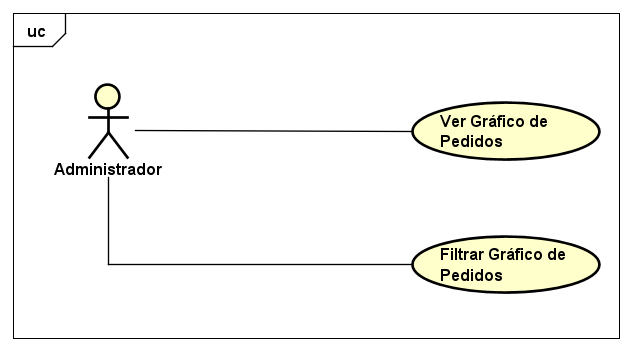 uc
Ver Gráfico de
Pedidos
Administrador
Filtrar Gráfico de
Pedidos